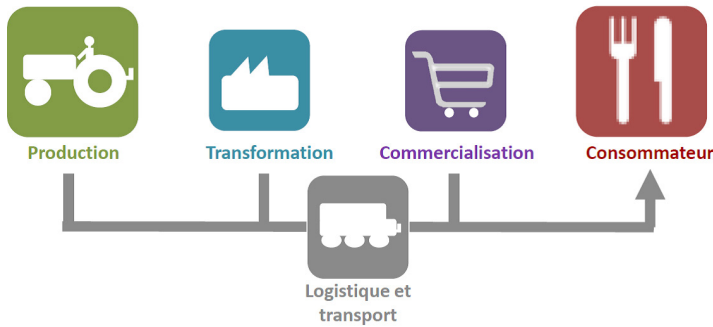 Production
Transformation
Commercialisation
Consommateur
Logistique et
transport